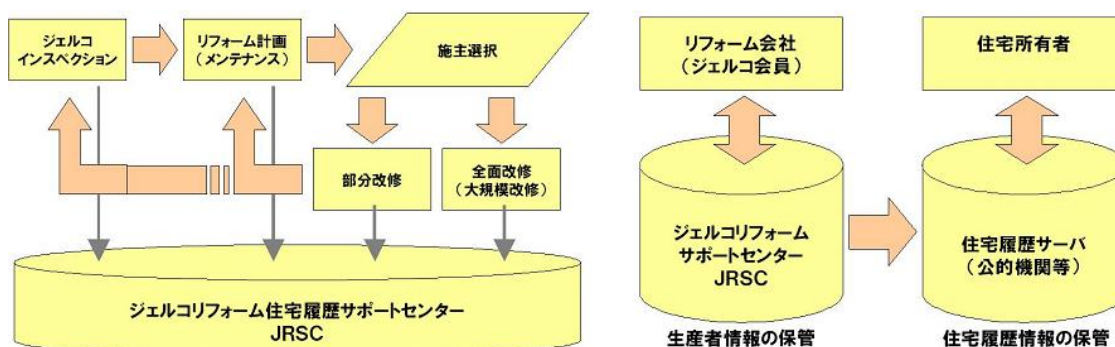 ジェルコ
インスペクション
リフォーム計画
（メンテナンス）
施主選択
部分改修
全面改修
（大規模改修）
ジェルコリフォーム住宅履歴サポートセンター
JRSC
リフォーム会社
（ジェルコ会員）
住宅所有者
ジェルコリフォーム
サポートセンター
JRSC
住宅履歴サーバ
（公的機関等）
生産者情報の保管
住宅履歴情報の保管